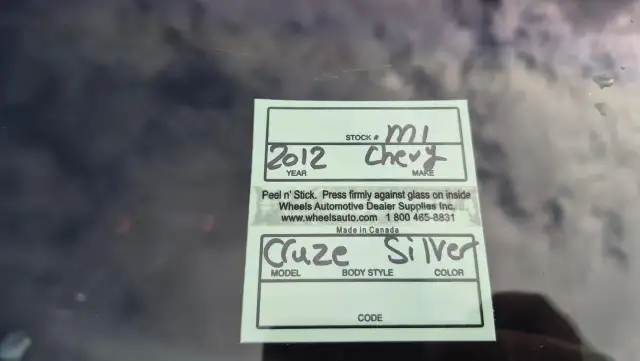 STOCK # M1
2012 Chevy
YEAR MAKE
Peel n' Stick. Press firmly against glass on inside
Wheels Automotive Dealer Supplies Inc.
www.wheelsauto.com 1 800 465-8831
Made in Canada
Cruze Silver
MODEL BODY STYLE COLOR
CODE